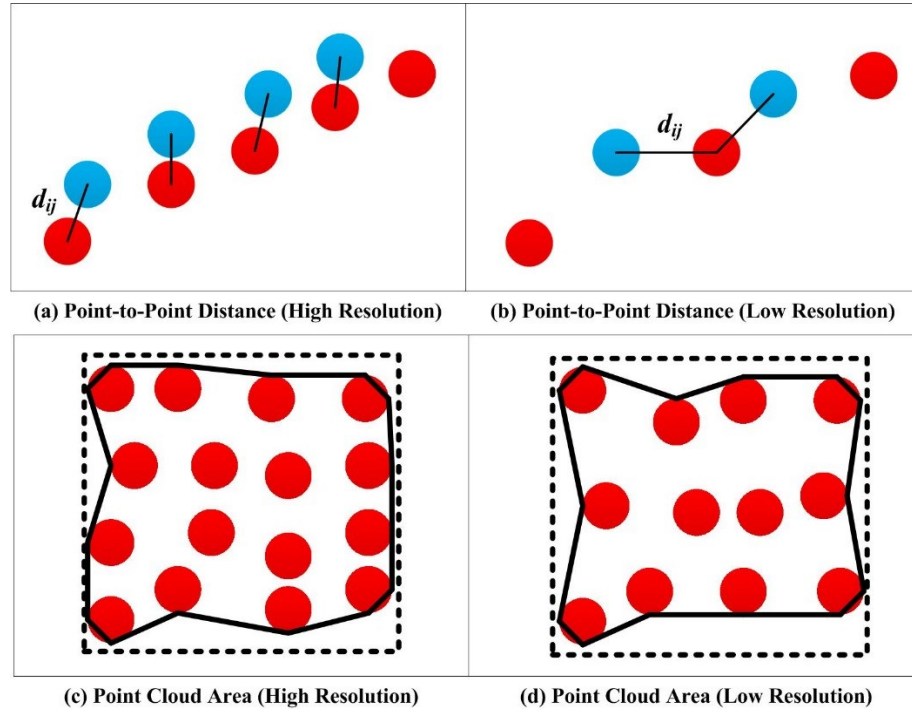 d_ij
d_ij
(a) Point-to-Point Distance (High Resolution)
(b) Point-to-Point Distance (Low Resolution)
(c) Point Cloud Area (High Resolution)
(d) Point Cloud Area (Low Resolution)